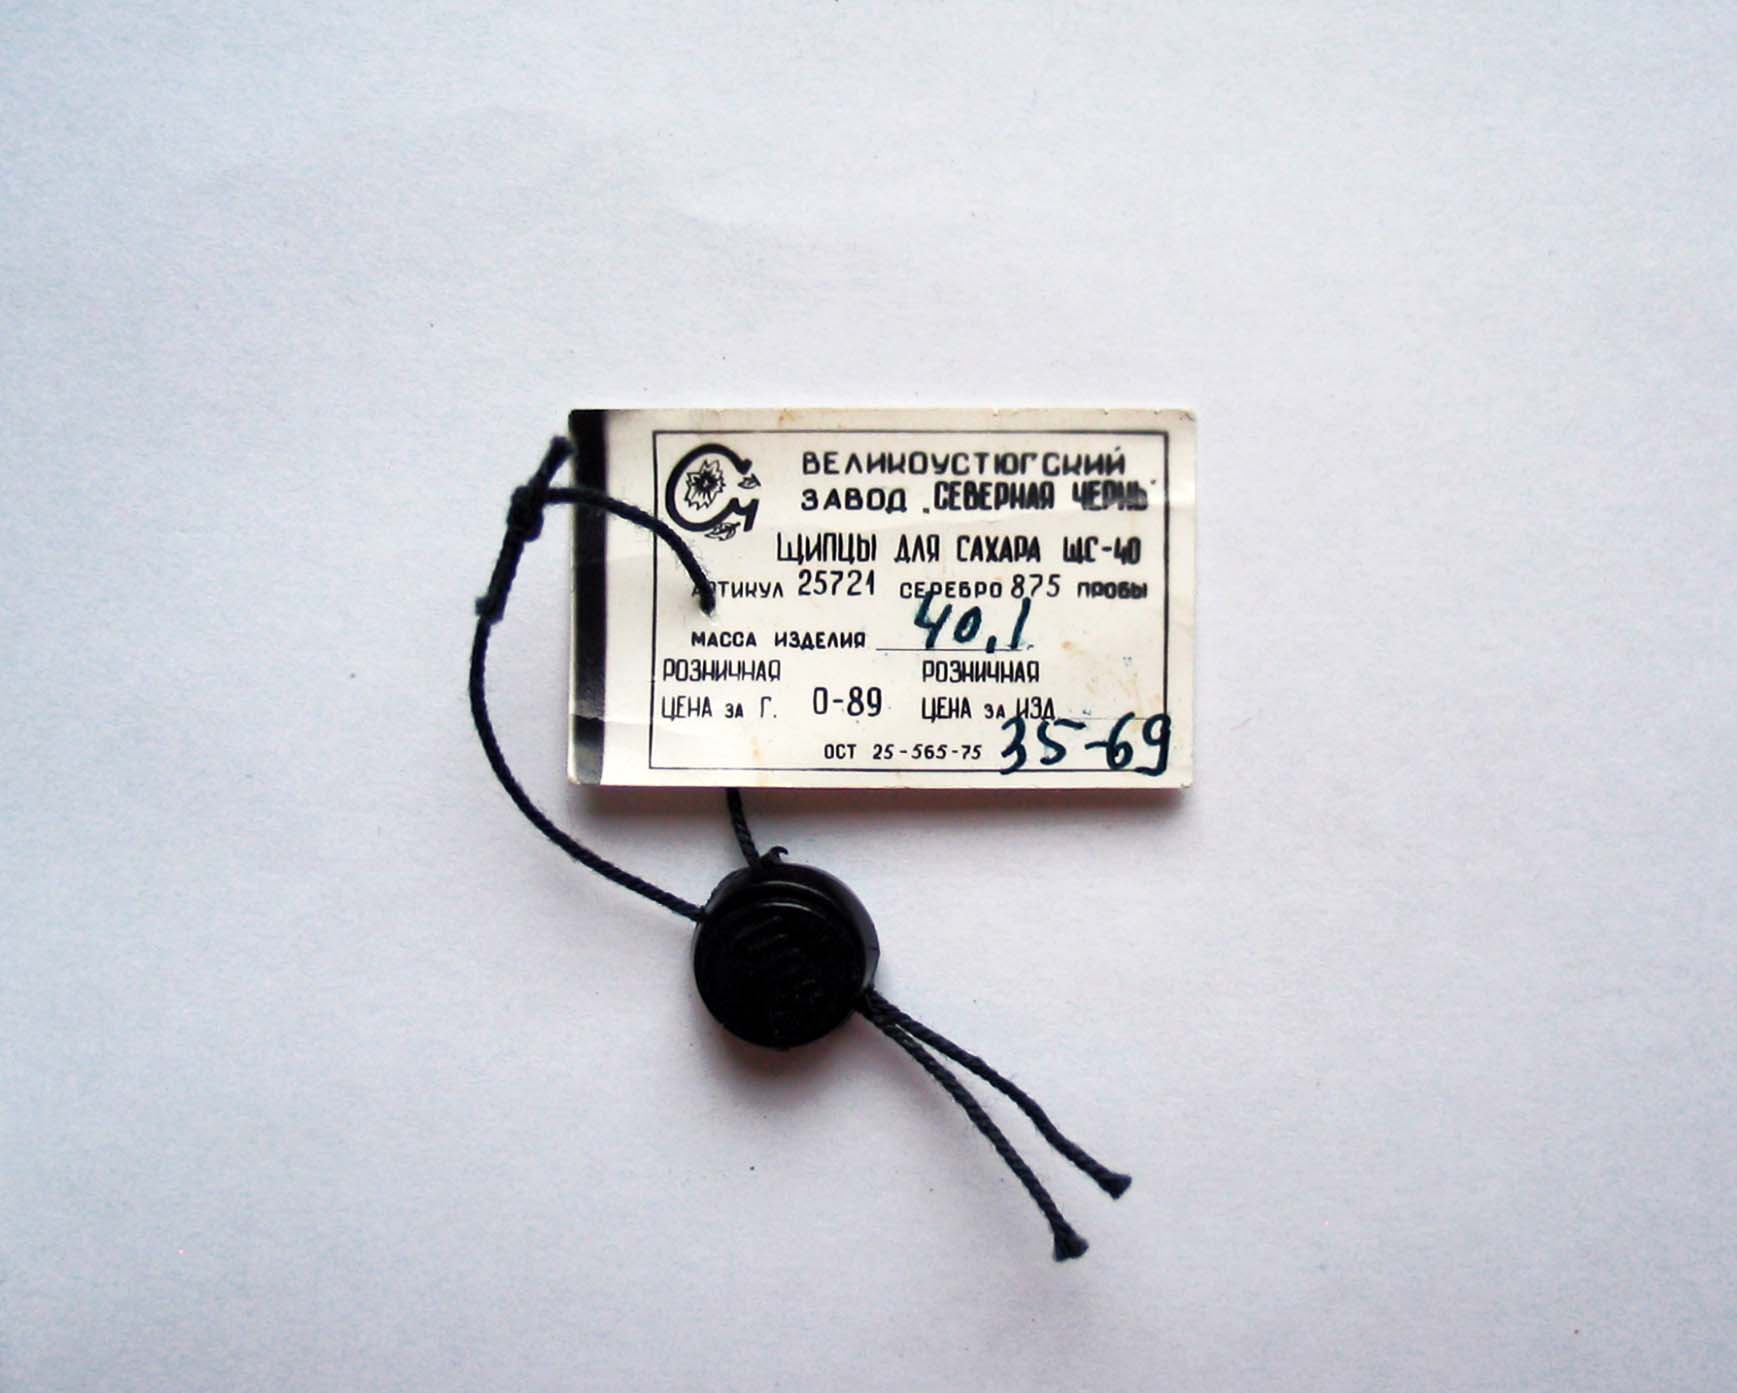 СЧ
ВЕЛИКОУСТЮГСКИЙ
ЗАВОД „СЕВЕРНАЯ ЧЕРНЬ"
ЩИПЦЫ ДЛЯ САХАРА ЩС-40
АРТИКУЛ 25721 СЕРЕБРО 875 ПРОБЫ
МАССА ИЗДЕЛИЯ 40,1
РОЗНИЧНАЯ
ЦЕНА ЗА Г. 0-89
РОЗНИЧНАЯ
ЦЕНА ЗА ИЗД 35-69
ОСТ 25-565-75